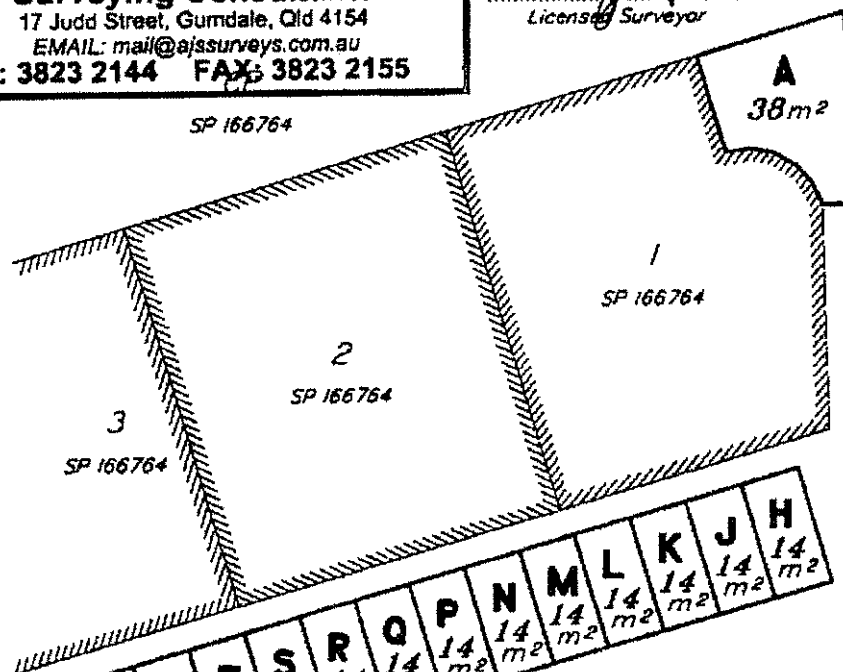 17 Judd Street, Gumdale, Qld 4154
EMAIL: mail@ajssurveys.com.au
: 3823 2144 FAX: 3823 2155
Licensed Surveyor
SP 166764
A
38m²
1
SP 166764
2
SP 166764
3
SP 166764
H
14
m²
J
14
m²
K
14
m²
L
14
m²
M
14
m²
N
14
m²
P
14
m²
Q
14
R
S